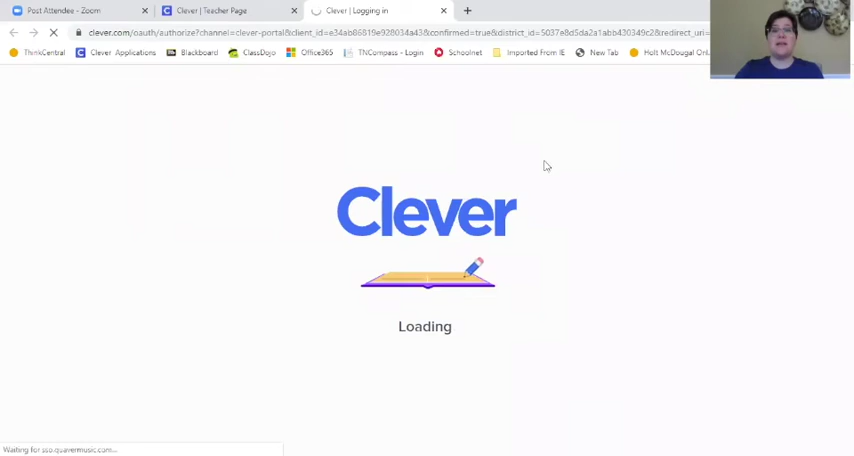 Post Attendee - Zoom
Clever | Teacher Page
Clever | Logging in
clever.com/oauth/authorize?channel=clever-portal&client_id=e34ab86819e928034a43&confirmed=true&district_id=5037e8d5da2a1abb430349c2&redirect_uri=
ThinkCentral Clever Applications Blackboard ClassDojo Office365 TNCompass - Login Schoolnet Imported From IE New Tab Holt McDougal Onl..
Clever
Loading
Waiting for sso.quavermusic.com...